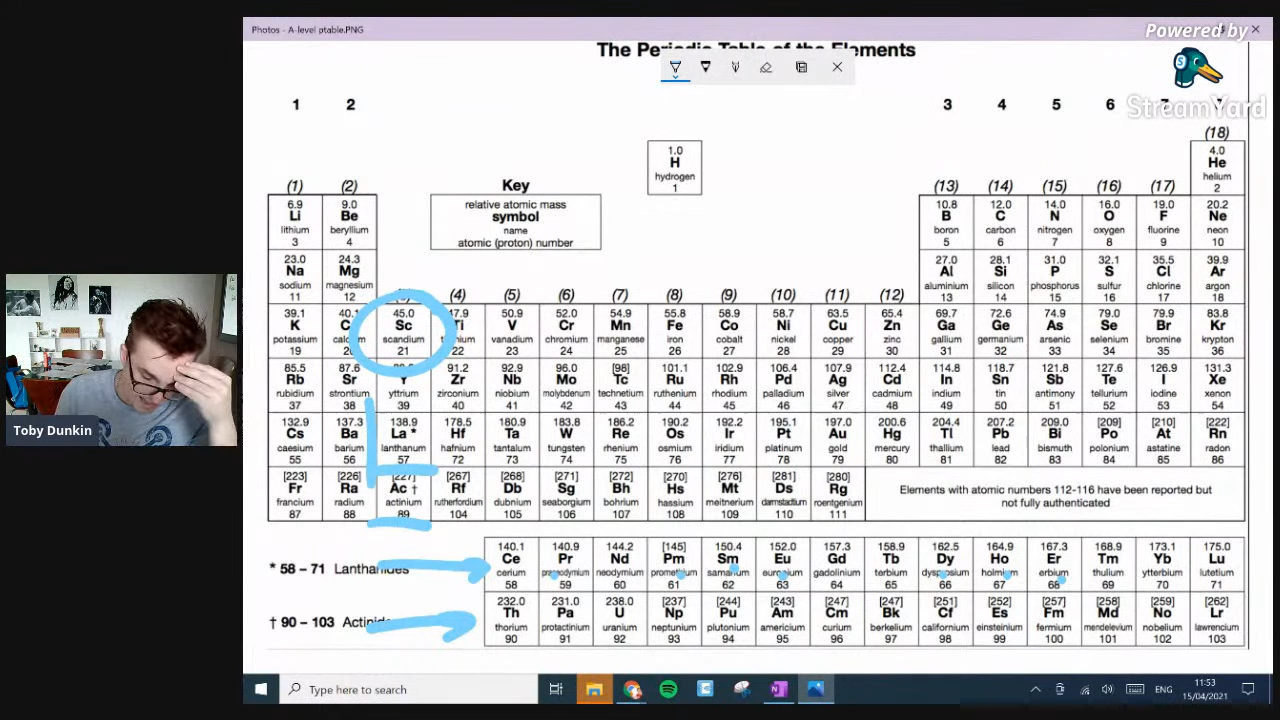 Photos - A-level ptable.PNG
Powered by
StreamYard
The Periodic Table of the Elements
1 2 3 4 5 6 7
(18)
1.0 4.0
H He
hydrogen helium
1 2
(1) (2) Key (13) (14) (15) (16) (17)
6.9 9.0 relative atomic mass 10.8 12.0 14.0 16.0 19.0 20.2
Li Be symbol B C N O F Ne
lithium beryllium name boron carbon nitrogen oxygen fluorine neon
3 4 atomic (proton) number 5 6 7 8 9 10
23.0 24.3 27.0 28.1 31.0 32.1 35.5 39.9
Na Mg Al Si P S Cl Ar
sodium magnesium aluminium silicon phosphorus sulfur chlorine argon
11 12 (4) (5) (6) (7) (8) (9) (10) (11) (12) 13 14 15 16 17 18
39.1 40.1 45.0 47.9 50.9 52.0 54.9 55.8 58.9 58.7 63.5 65.4 69.7 72.6 74.9 79.0 79.9 83.8
K Sc Ti V Cr Mn Fe Co Ni Cu Zn Ga Ge As Se Br Kr
potassium calcium scandium titanium vanadium chromium manganese iron cobalt nickel copper zinc gallium germanium arsenic selenium bromine krypton
19 21 22 23 24 25 26 27 28 29 30 31 32 33 34 35 36
85.5 87.6 91.2 92.9 96.0 [98] 101.1 102.9 106.4 107.9 112.4 114.8 118.7 121.8 127.6 126.9 131.3
Rb Sr Y Zr Nb Mo Tc Ru Rh Pd Ag Cd In Sn Sb Te I Xe
rubidium strontium yttrium zirconium niobium molybdenum technetium ruthenium rhodium palladium silver cadmium indium tin antimony tellurium iodine xenon
37 38 39 40 41 42 43 44 45 46 47 48 49 50 51 52 53 54
132.9 137.3 138.9 178.5 180.9 183.8 186.2 190.2 192.2 195.1 197.0 200.6 204.4 207.2 209.0 [209] [210] [222]
Cs Ba La * Hf Ta W Re Os Ir Pt Au Hg Tl Pb Bi Po At Rn
caesium barium lanthanum hafnium tantalum tungsten rhenium osmium iridium platinum gold mercury thallium lead bismuth polonium astatine radon
55 56 57 72 73 74 75 76 77 78 79 80 81 82 83 84 85 86
[223] [226] [227] [267] [268] [271] [272] [270] [276] [281] [280]
Fr Ra Ac † Rf Db Sg Bh Hs Mt Ds Rg Elements with atomic numbers 112-116 have been reported but
francium radium actinium rutherfordium dubnium seaborgium bohrium hassium meitnerium darmstadtium roentgenium not fully authenticated
87 88 89 104 105 106 107 108 109 110 111
140.1 140.9 144.2 [145] 150.4 152.0 157.3 158.9 162.5 164.9 167.3 168.9 173.1 175.0
* 58 – 71 Lanthanides Ce Pr Nd Pm Sm Eu Gd Tb Dy Ho Er Tm Yb Lu
cerium praseodymium neodymium promethium samarium europium gadolinium terbium dysprosium holmium erbium thulium ytterbium lutetium
58 59 60 61 62 63 64 65 66 67 68 69 70 71
232.0 231.0 238.0 [237] [244] [243] [247] [247] [251] [252] [257] [258] [259] [262]
† 90 – 103 Actinides Th Pa U Np Pu Am Cm Bk Cf Es Fm Md No Lr
thorium protactinium uranium neptunium plutonium americium curium berkelium californium einsteinium fermium mendelevium nobelium lawrencium
90 91 92 93 94 95 96 97 98 99 100 101 102 103
Toby Dunkin
Type here to search
ENG
11:53
15/04/2021